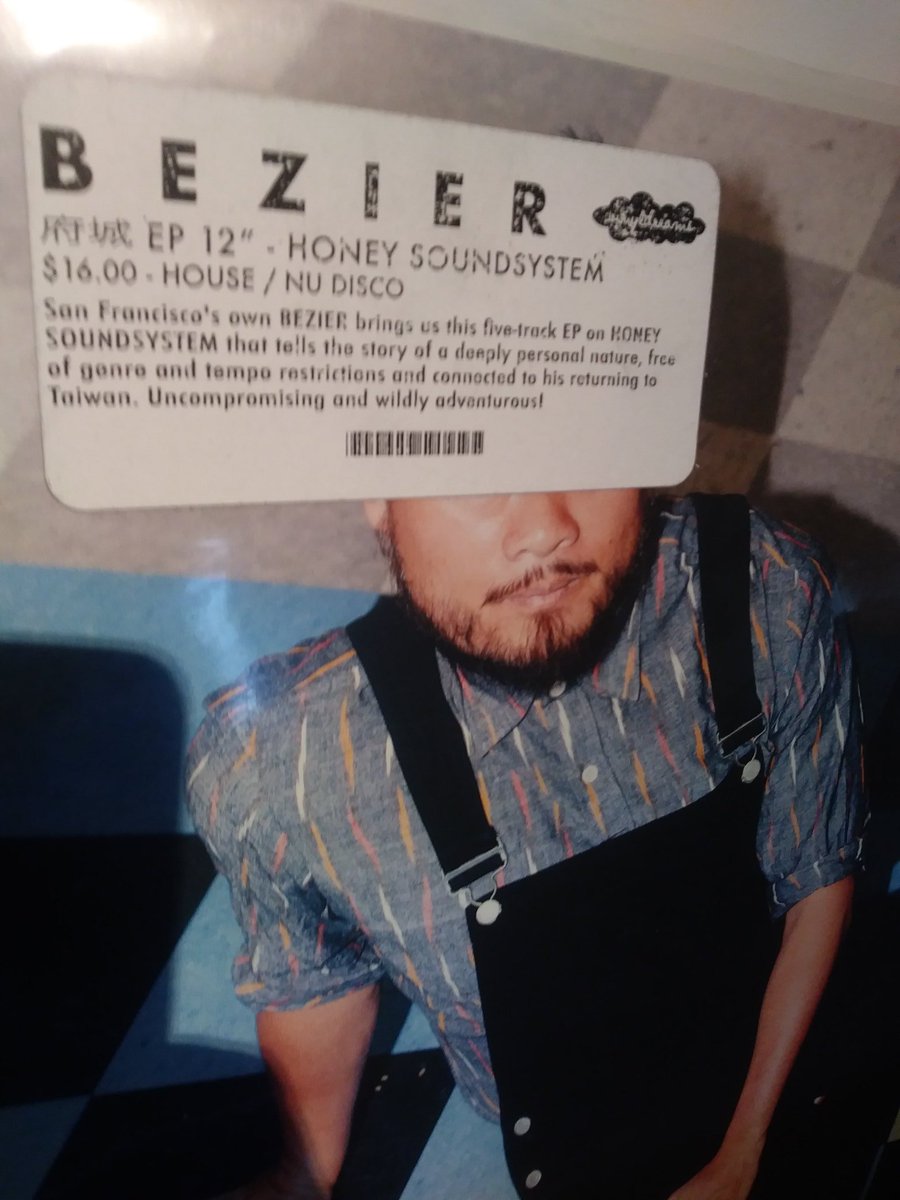 BEZIER
府城 EP 12" - HONEY SOUNDSYSTEM
$16.00 - HOUSE / NU DISCO
San Francisco's own BEZIER brings us this five-track EP on HONEY
SOUNDSYSTEM that tells the story of a deeply personal nature, free
of genre and tempo restrictions and connected to his returning to
Taiwan. Uncompromising and wildly adventurous!